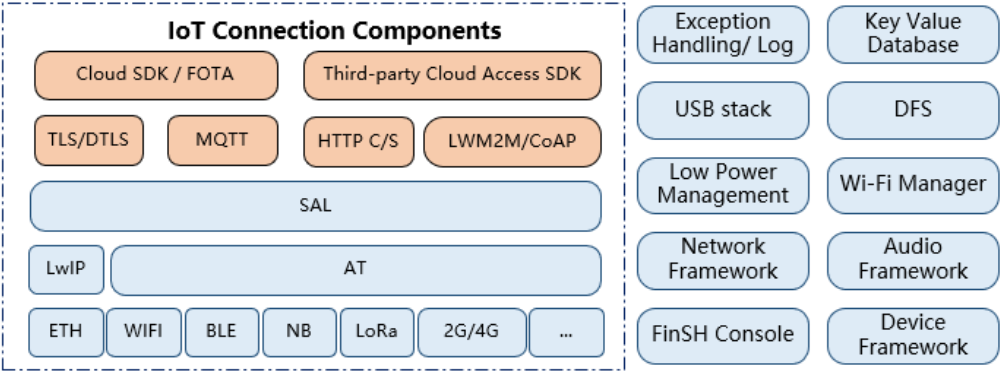 IoT Connection Components
Cloud SDK / FOTA
Third-party Cloud Access SDK
TLS/DTLS
MQTT
HTTP C/S
LWM2M/CoAP
SAL
LwIP
AT
ETH
WIFI
BLE
NB
LoRa
2G/4G
...
Exception
Handling/ Log
Key Value
Database
USB stack
DFS
Low Power
Management
Wi-Fi Manager
Network
Framework
Audio
Framework
FinSH Console
Device
Framework